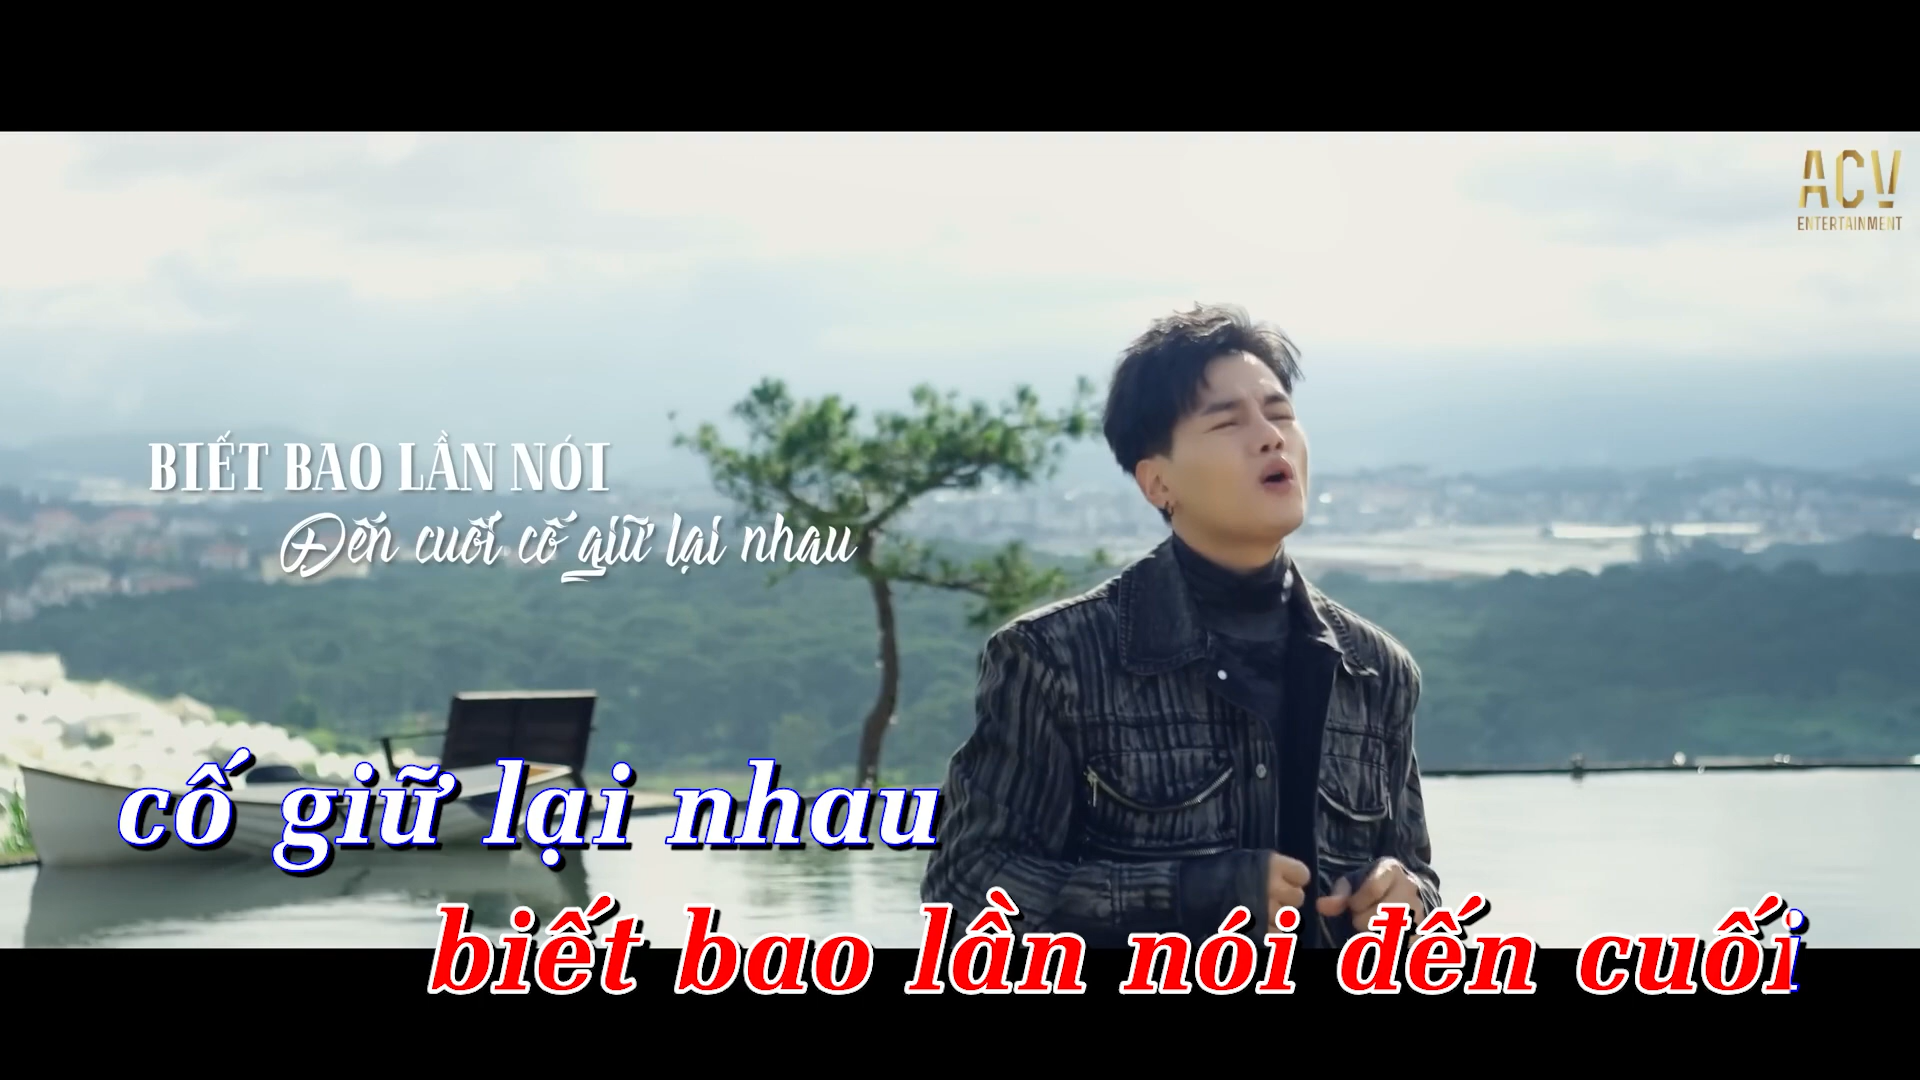 ACV
ENTERTAINMENT
BIẾT BAO LẦN NÓI
Đến cuối cố giữ lại nhau
cố giữ lại nhau
biết bao lần nói đến cuối